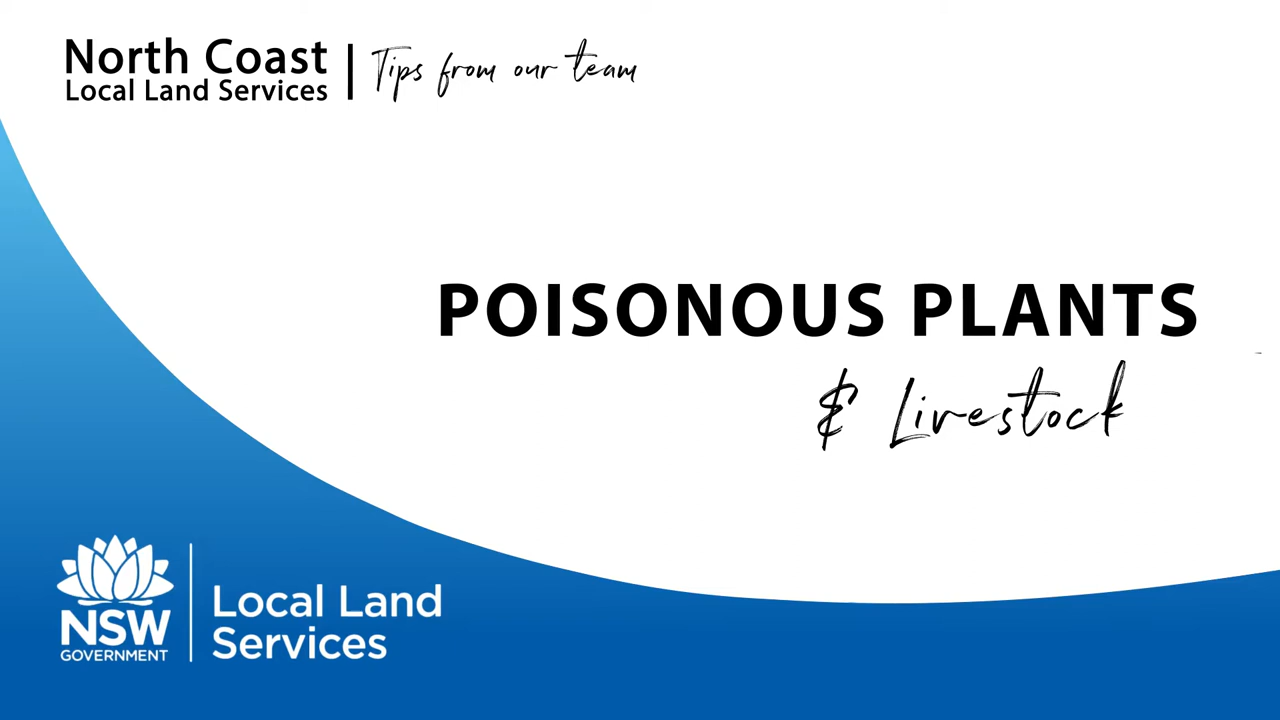 North Coast
Local Land Services
Tips from our team
POISONOUS PLANTS
& Livestock
NSW
GOVERNMENT
Local Land
Services